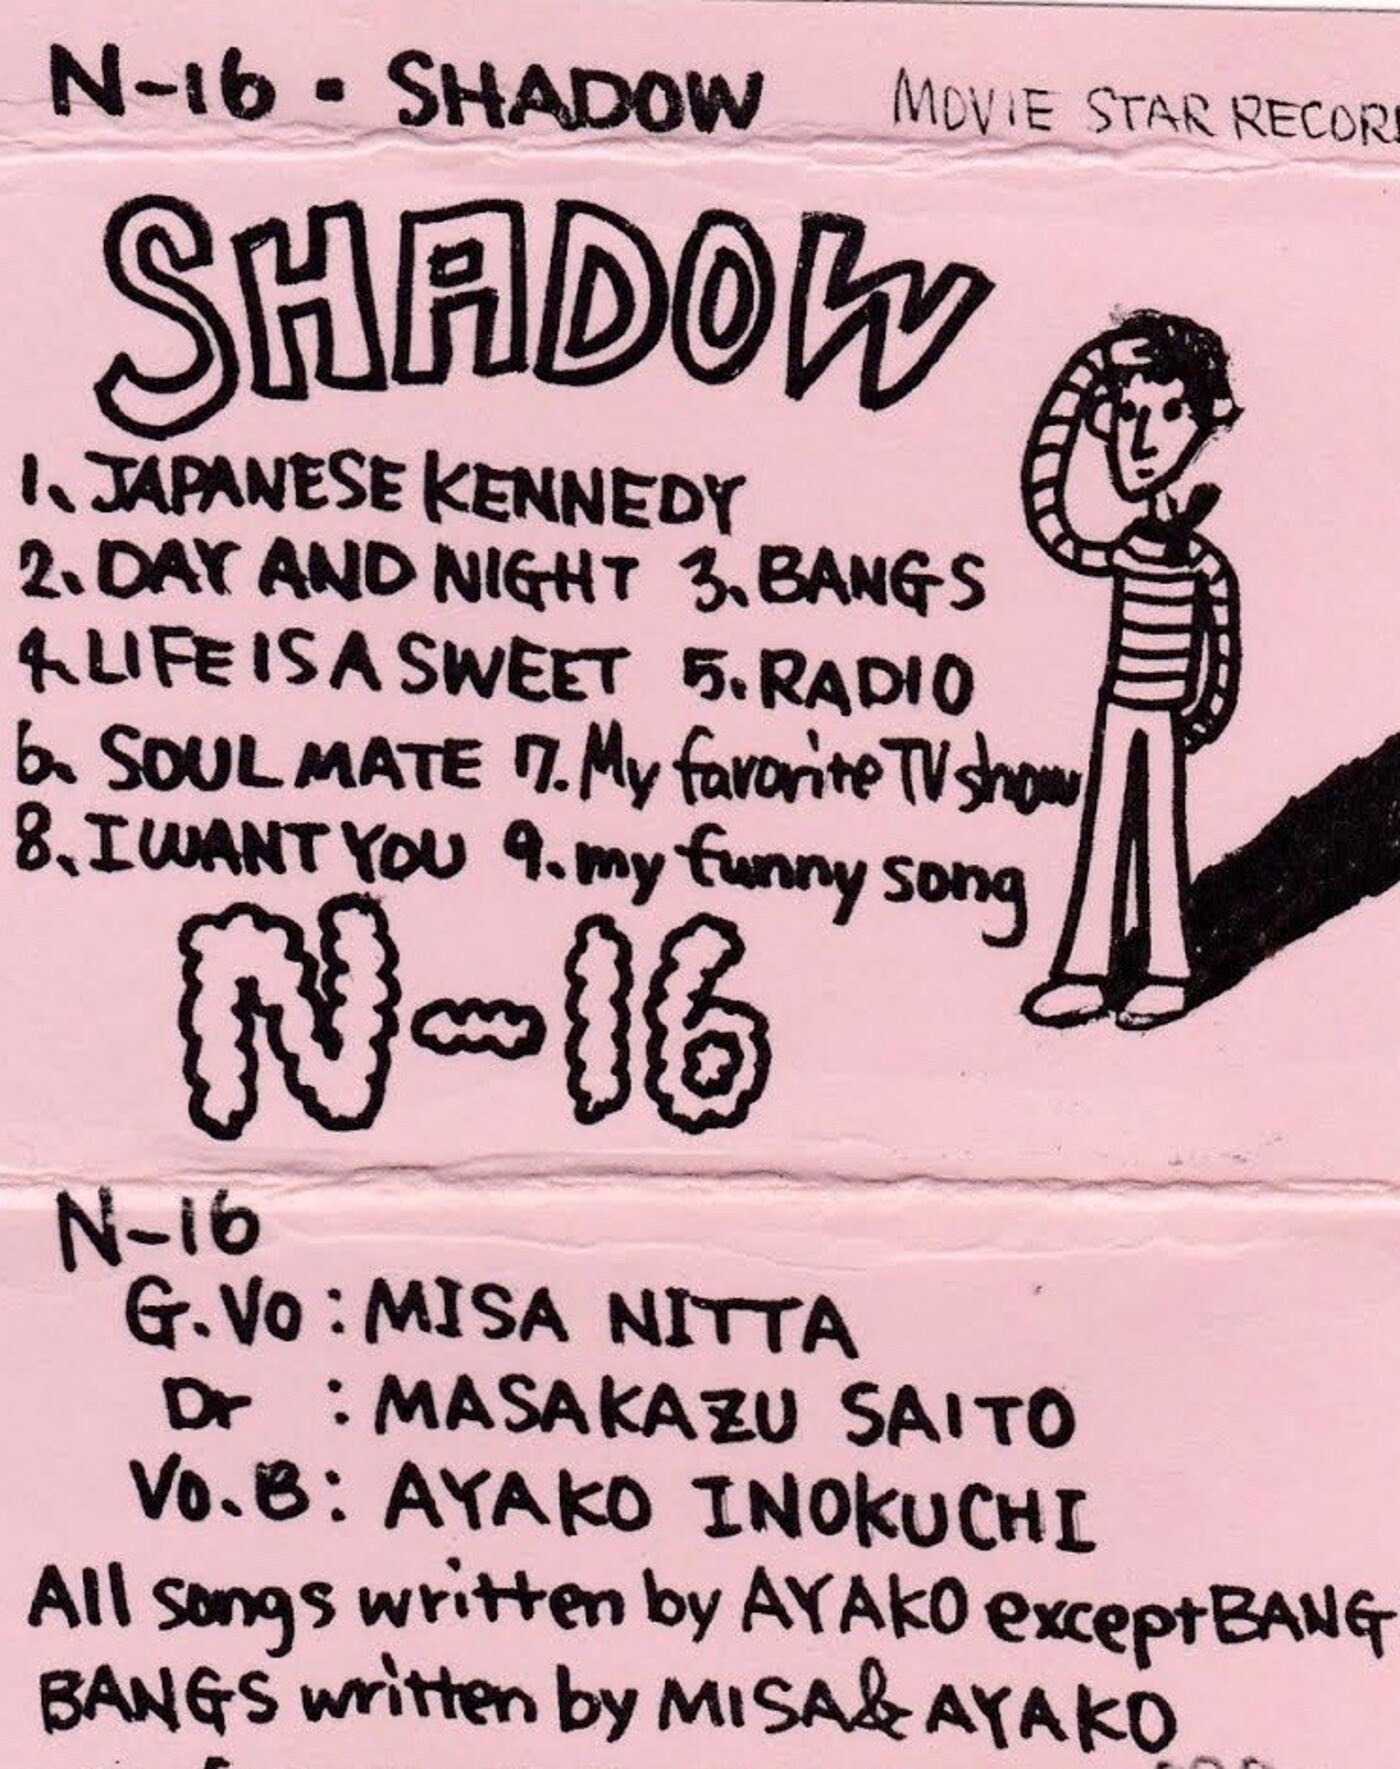 N-16 · SHADOW MOVIE STAR RECOR
SHADOW
1、JAPANESE KENNEDY
2、DAY AND NIGHT 3、BANGS
4、LIFE IS A SWEET 5、RADIO
6、SOUL MATE 7. My favorite TV show
8、I WANT YOU 9. my funny song
N-16
N-16
G.Vo : MISA NITTA
Dr : MASAKAZU SAITO
Vo.B : AYAKO INOKUCHI
All songs written by AYAKO except BANG
BANGS written by MISA & AYAKO